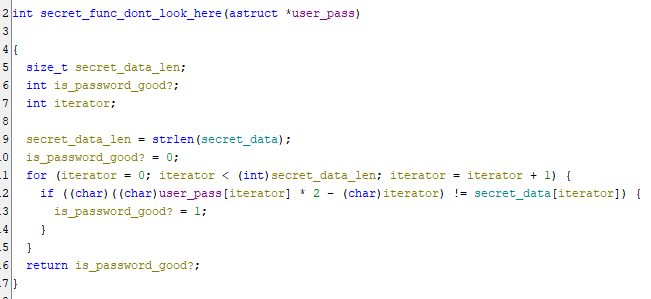 2 int secret_func_dont_look_here(astruct *user_pass)
3
4 {
5   size_t secret_data_len;
6   int is_password_good?;
7   int iterator;
8
9   secret_data_len = strlen(secret_data);
.0   is_password_good? = 0;
.1   for (iterator = 0; iterator < (int)secret_data_len; iterator = iterator + 1) {
.2     if ((char)((char)user_pass[iterator] * 2 - (char)iterator) != secret_data[iterator]) {
.3       is_password_good? = 1;
.4     }
.5   }
.6   return is_password_good?;
.7 }